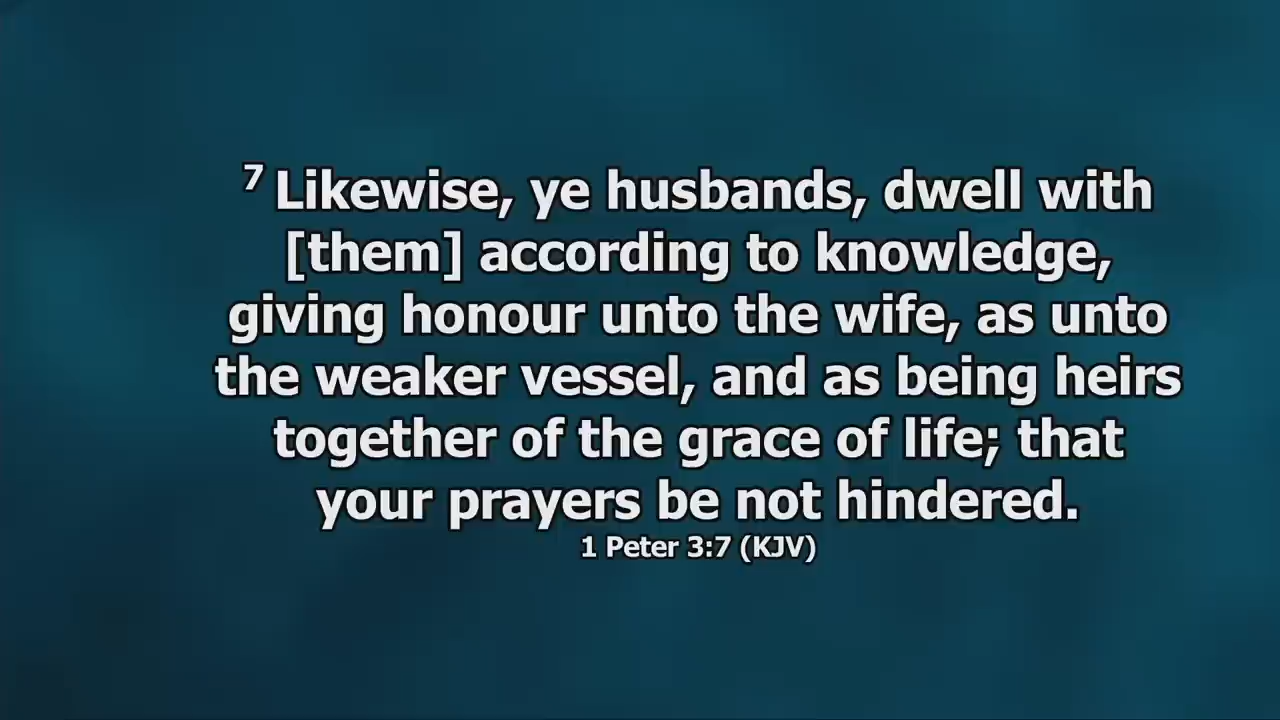 7 Likewise, ye husbands, dwell with
[them] according to knowledge,
giving honour unto the wife, as unto
the weaker vessel, and as being heirs
together of the grace of life; that
your prayers be not hindered.
1 Peter 3:7 (KJV)